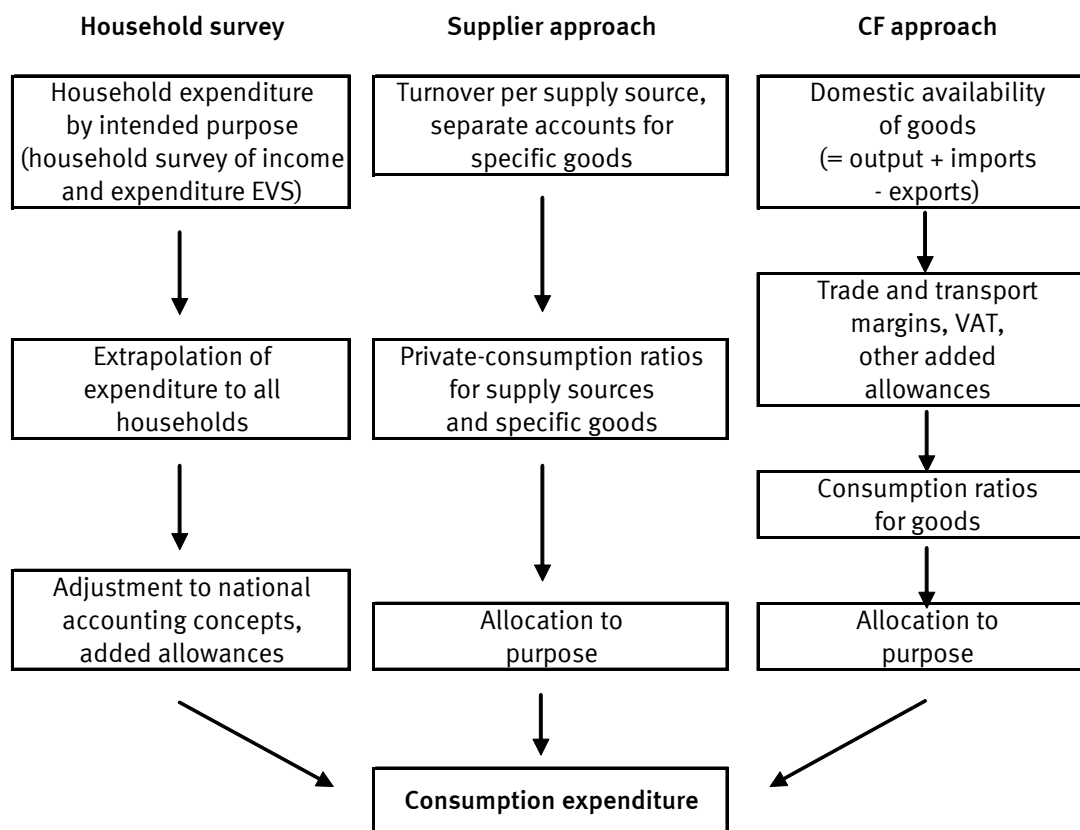 Household survey
Household expenditure
by intended purpose
(household survey of income
and expenditure EVS)
Extrapolation of
expenditure to all
households
Adjustment to national
accounting concepts,
added allowances
Supplier approach
Turnover per supply source,
separate accounts for
specific goods
Private-consumption ratios
for supply sources
and specific goods
Allocation to
purpose
CF approach
Domestic availability
of goods
(= output + imports
- exports)
Trade and transport
margins, VAT,
other added
allowances
Consumption ratios
for goods
Allocation to
purpose
Consumption expenditure